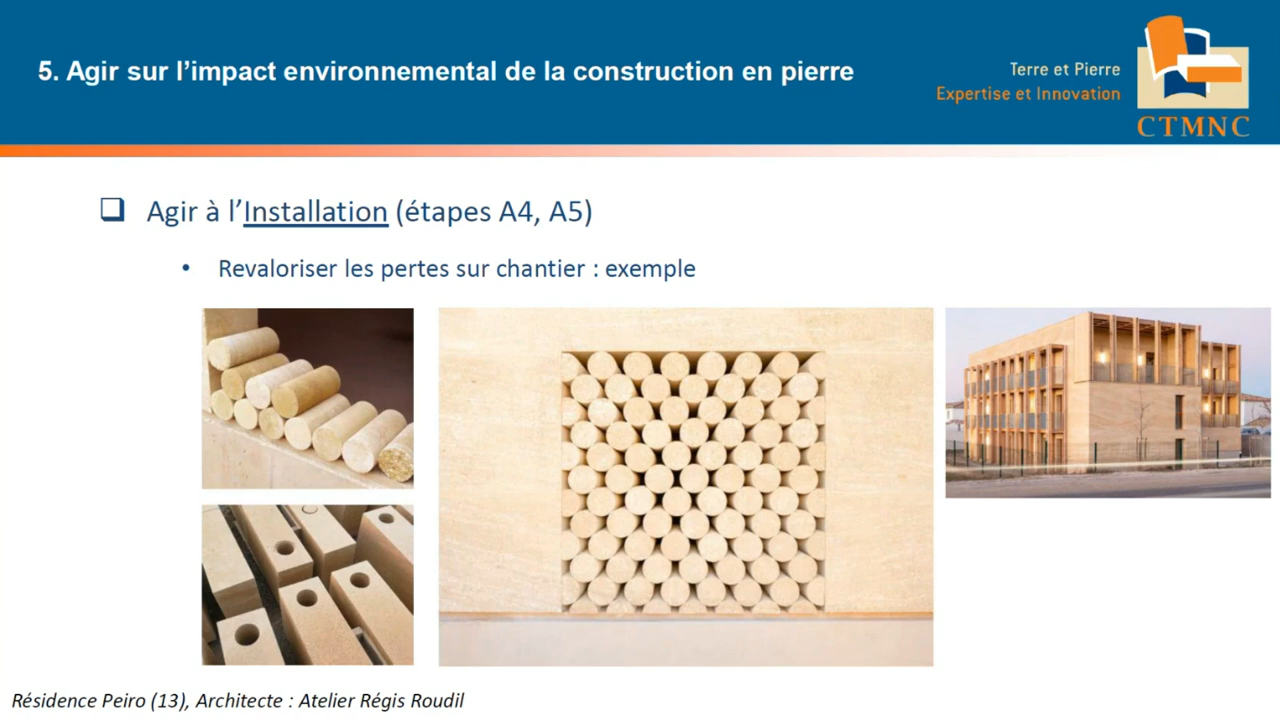 5. Agir sur l’impact environnemental de la construction en pierre
Terre et Pierre
Expertise et Innovation
CTMNC
❑ Agir à l’Installation (étapes A4, A5)
• Revaloriser les pertes sur chantier : exemple
Résidence Peiro (13), Architecte : Atelier Régis Roudil